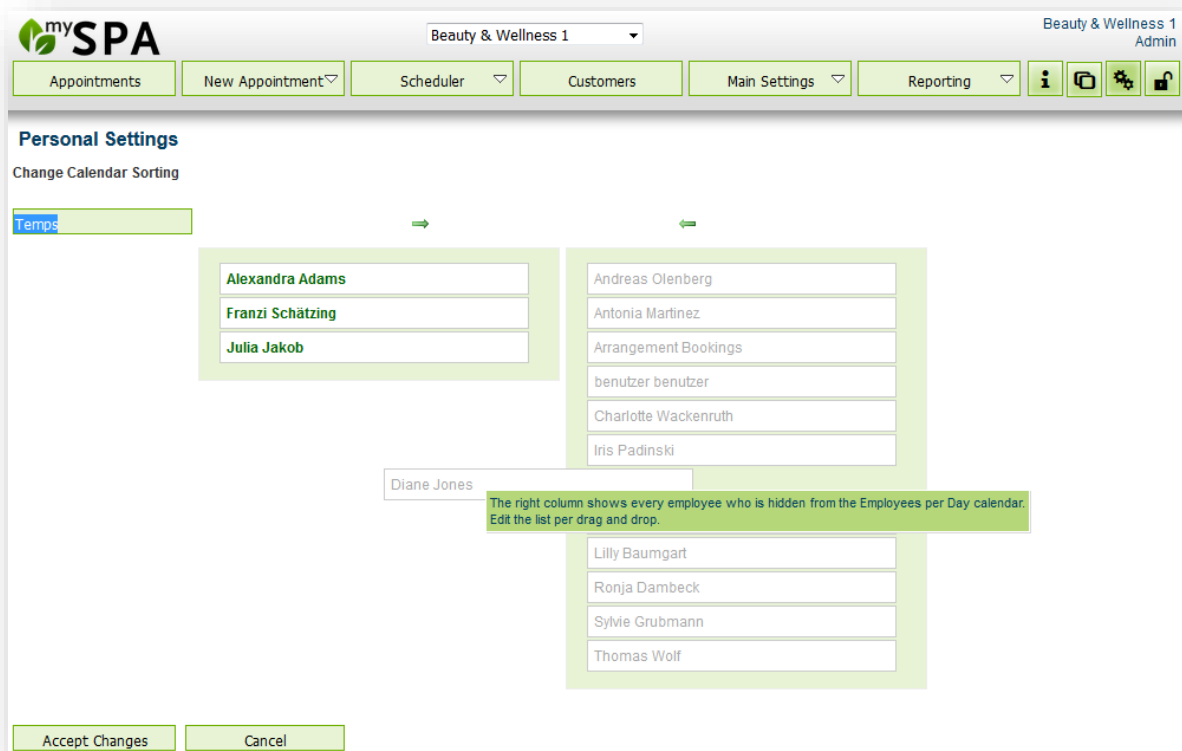 my SPA
Beauty & Wellness 1
Beauty & Wellness 1
Admin
Appointments
New Appointment
Scheduler
Customers
Main Settings
Reporting
i
Personal Settings
Change Calendar Sorting
Temps
Alexandra Adams
Franzi Schätzing
Julia Jakob
Andreas Olenberg
Antonia Martinez
Arrangement Bookings
benutzer benutzer
Charlotte Wackenruth
Iris Padinski
Diane Jones
The right column shows every employee who is hidden from the Employees per Day calendar.
Edit the list per drag and drop.
Lilly Baumgart
Ronja Dambeck
Sylvie Grubmann
Thomas Wolf
Accept Changes
Cancel